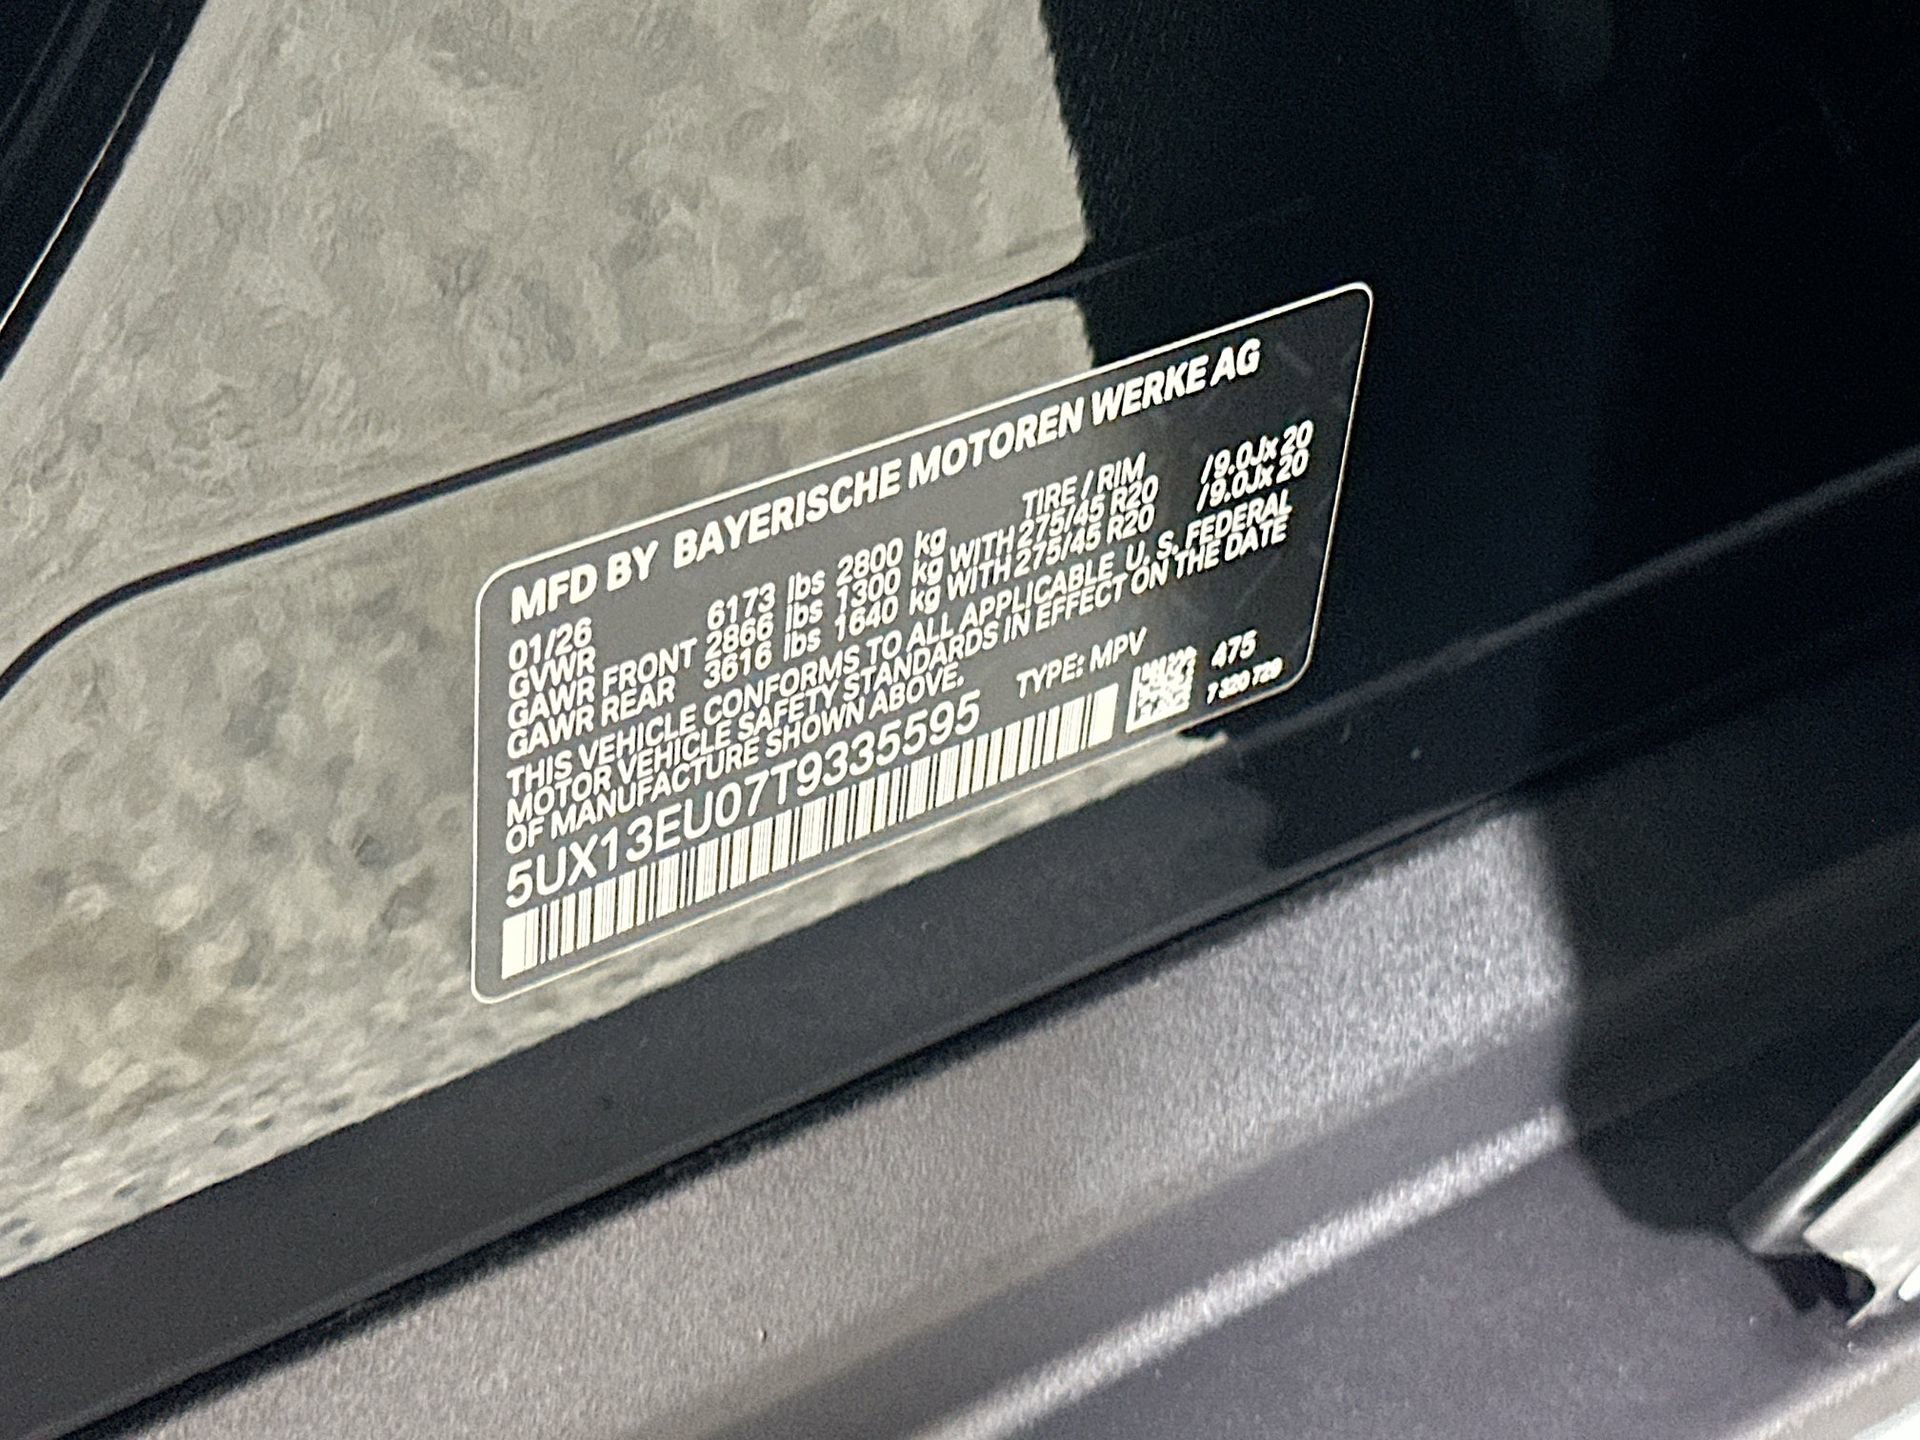 MFD BY BAYERISCHE MOTOREN WERKE AG
01/26 TIRE / RIM
GVWR 6173 lbs 2800 kg
GAWR FRONT 2866 lbs 1300 kg WITH 275/45 R20 /9.0Jx 20
GAWR REAR 3616 lbs 1640 kg WITH 275/45 R20 /9.0Jx 20
THIS VEHICLE CONFORMS TO ALL APPLICABLE U. S. FEDERAL
MOTOR VEHICLE SAFETY STANDARDS IN EFFECT ON THE DATE
OF MANUFACTURE SHOWN ABOVE.
5UX13EU07T9335595 TYPE: MPV
475
7 320 729